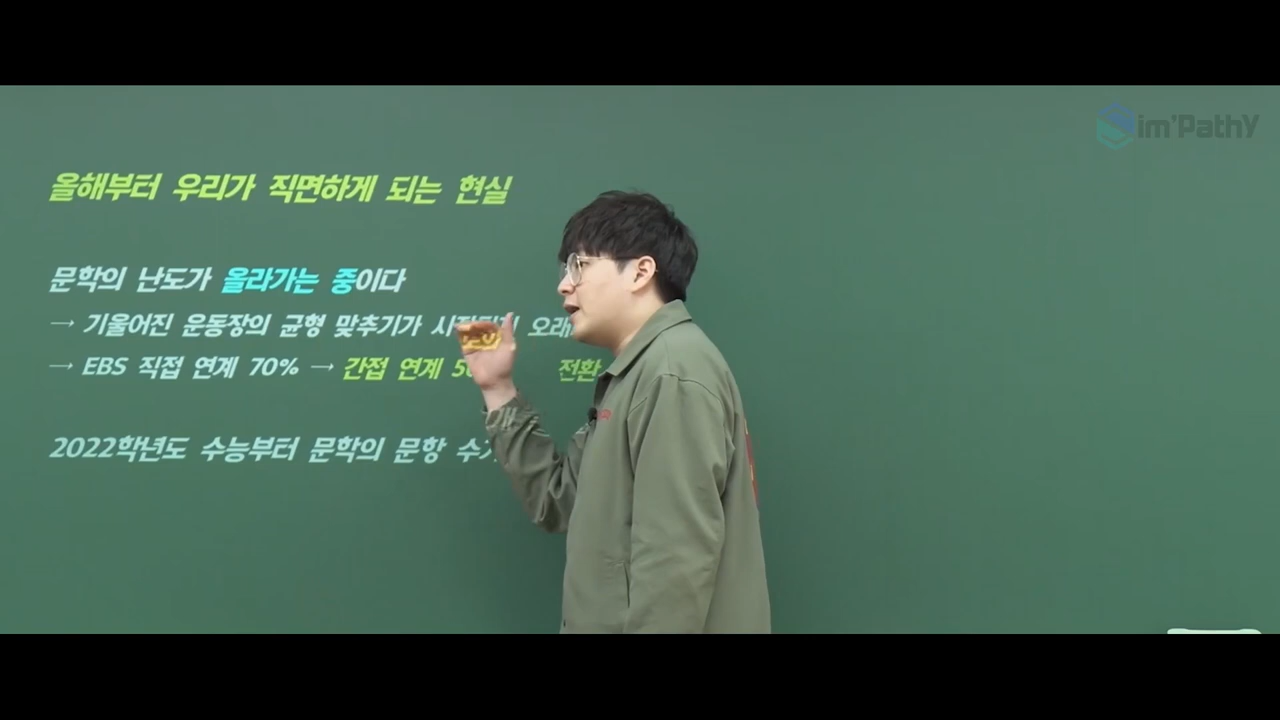 im'PathY
올해부터 우리가 직면하게 되는 현실
문학의 난도가 올라가는 중이다
→ 기울어진 운동장의 균형 맞추기가
→ EBS 직접 연계 70% → 간접 연계 전환
2022학년도 수능부터 문학의 문항